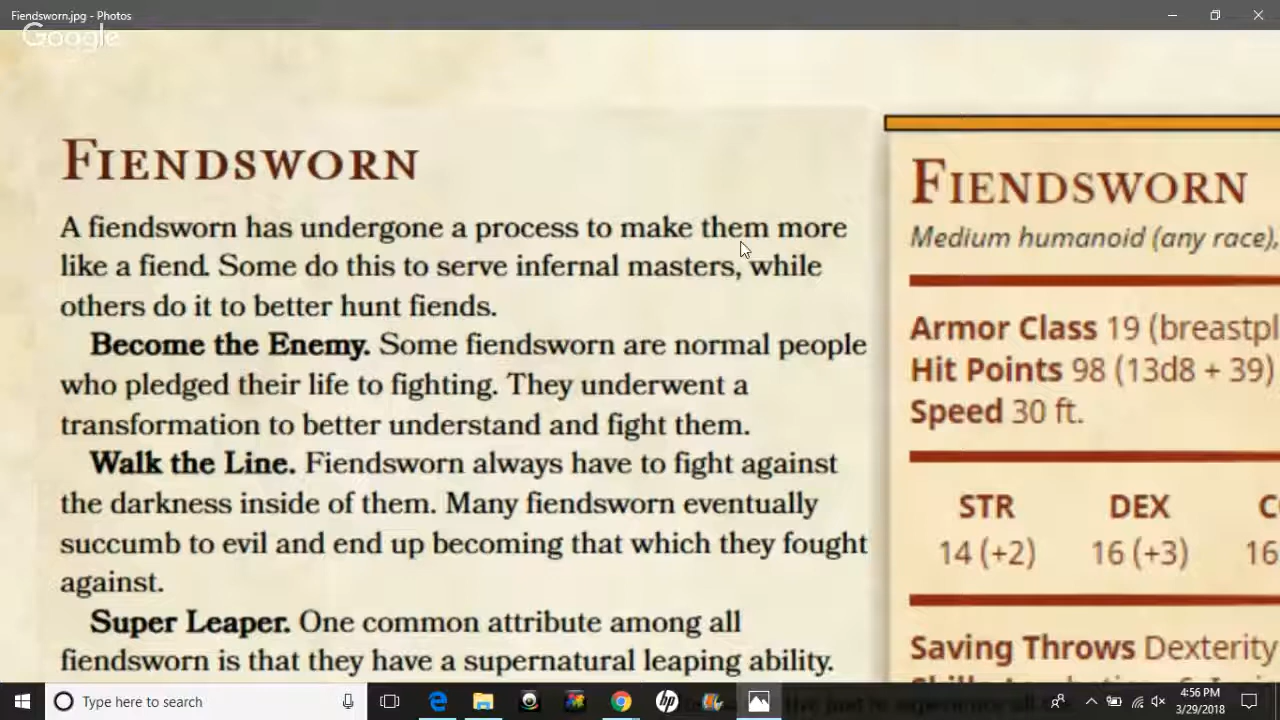 Fiendsworn.jpg - Photos
Google
FIENDSWORN
A fiendsworn has undergone a process to make them more
like a fiend. Some do this to serve infernal masters, while
others do it to better hunt fiends.
Become the Enemy. Some fiendsworn are normal people
who pledged their life to fighting. They underwent a
transformation to better understand and fight them.
Walk the Line. Fiendsworn always have to fight against
the darkness inside of them. Many fiendsworn eventually
succumb to evil and end up becoming that which they fought
against.
Super Leaper. One common attribute among all
fiendsworn is that they have a supernatural leaping ability.
FIENDSWORN
Medium humanoid (any race),
Armor Class 19 (breastpl
Hit Points 98 (13d8 + 39)
Speed 30 ft.
STR DEX C
14 (+2) 16 (+3) 16
Saving Throws Dexterity
Type here to search
hp
4:56 PM
3/29/2018